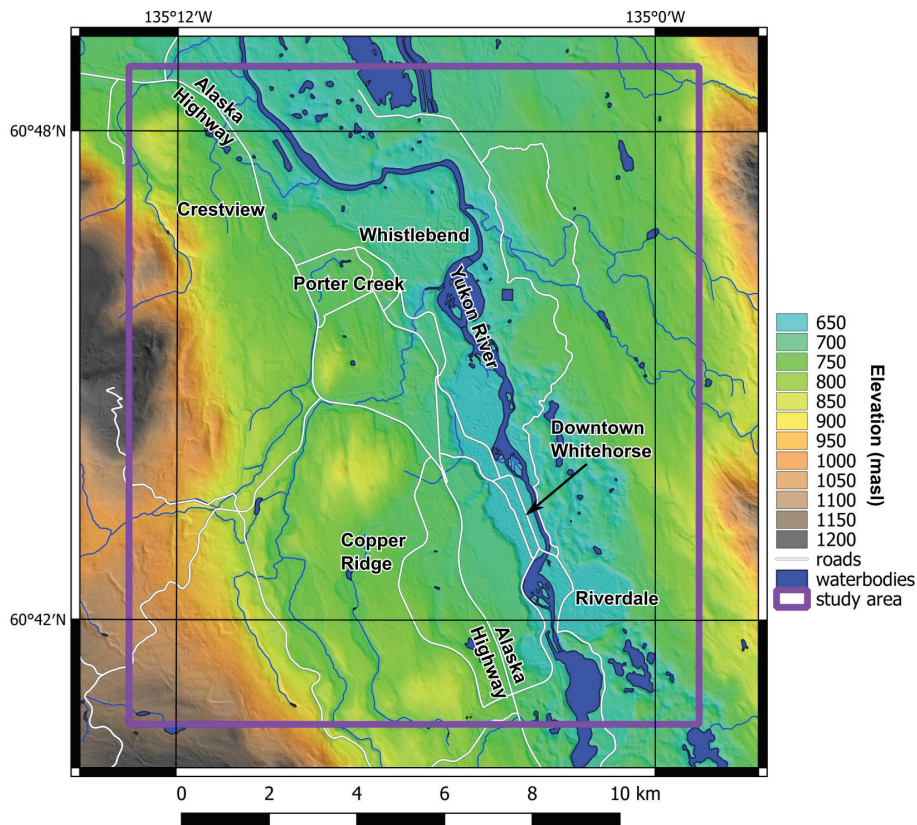 135°12'W
135°0'W
60°48'N
Alaska
Highway
Crestview
Whistlebend
Porter Creek
Yukon River
Downtown
Whitehorse
Copper
Ridge
Riverdale
60°42'N
Alaska
Highway
650
700
750
800
850
900
950
1000
1050
1100
1150
1200
Elevation (masl)
roads
waterbodies
study area
0 2 4 6 8 10 km